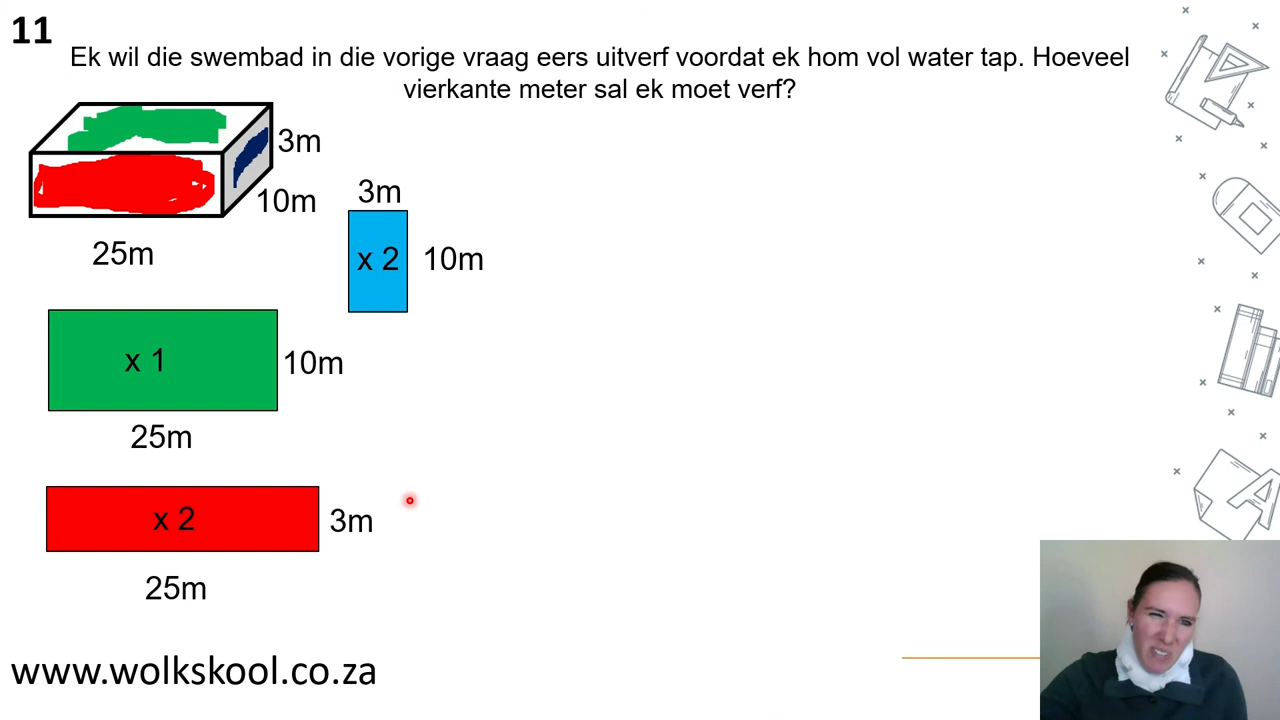 11
Ek wil die swembad in die vorige vraag eers uitverf voordat ek hom vol water tap. Hoeveel
vierkante meter sal ek moet verf?
3m
10m
25m
3m
x 2
10m
x 1
10m
25m
x 2
3m
25m
www.wolkskool.co.za